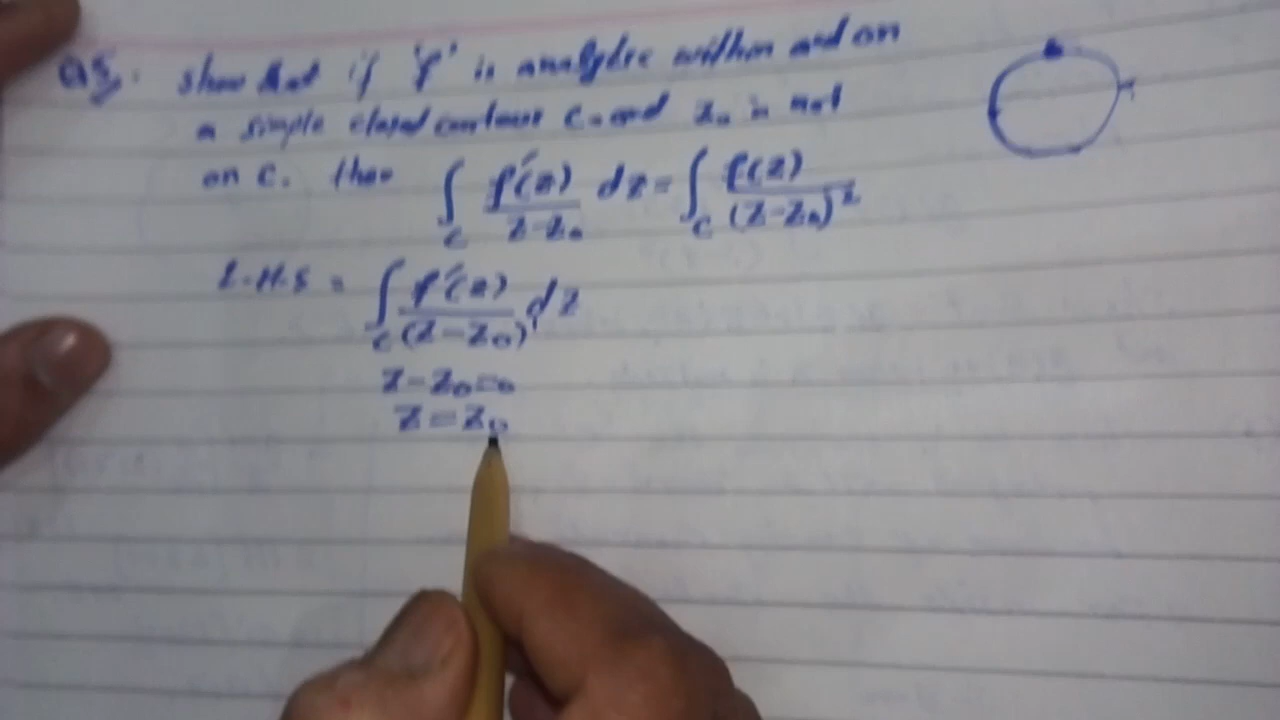 Q5. show that if 'f' is analytic within and on
a simple closed contour C. and z₀ is not
on C. then ∫_C f'(z)/(z-z₀) dz = ∫_C f(z)/(z-z₀)²
L.H.S = ∫_C f'(z)/(z-z₀)¹ dz
z-z₀=0
z=z₀